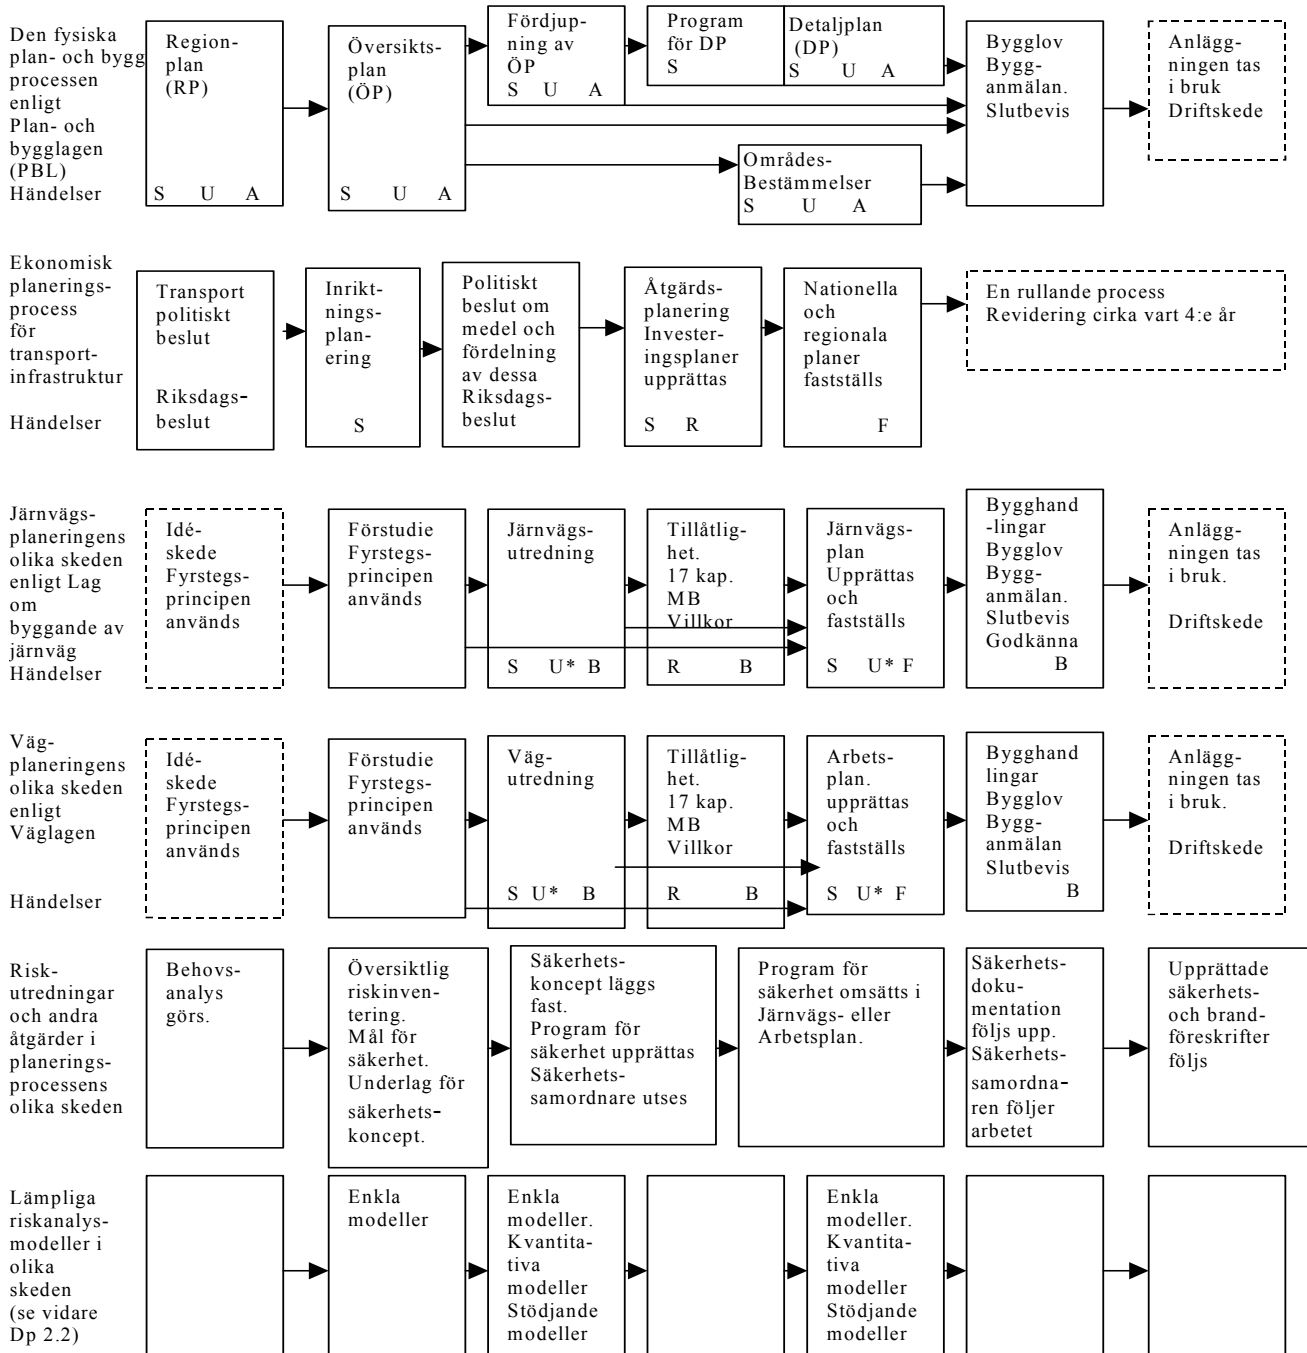 Den fysiska
plan- och bygg
processen
enligt
Plan- och
bygglagen
(PBL)
Händelser
Region-
plan
(RP)
S U A
Översikts-
plan
(ÖP)
S U A
Fördjup-
ning av
ÖP
S U A
Program
för DP
S
Detaljplan
(DP)
S U A
Områdes-
Bestämmelser
S U A
Bygglov
Bygg-
anmälan.
Slutbevis
Anlägg-
ningen tas
i bruk
Driftskede
Ekonomisk
planerings-
process
för
transport-
infrastruktur
Händelser
Transport
politiskt
beslut
Riksdags-
beslut
Inrikt-
nings-
plan-
ering
S
Politiskt
beslut om
medel och
fördelning
av dessa
Riksdags-
beslut
Åtgärds-
planering
Invester-
ingsplaner
upprättas
S R
Nationella
och
regionala
planer
fastställs
F
En rullande process
Revidering cirka vart 4:e år
Järnvägs-
planeringens
olika skeden
enligt Lag
om
byggande av
järnväg
Händelser
Idé-
skede
Fyrstegs-
principen
används
Förstudie
Fyrstegs-
principen
används
Järnvägs-
utredning
S U* B
Tillåtlig-
het.
17 kap.
MB
Villkor
R B
Järnvägs-
plan
Upprättas
och
fastställs
S U* F
Bygghand
-lingar
Bygglov
Bygg-
anmälan.
Slutbevis
Godkänna
B
Anlägg-
ningen tas
i bruk.
Driftskede
Väg-
planeringens
olika skeden
enligt
Väglagen
Händelser
Idé-
skede
Fyrstegs-
principen
används
Förstudie
Fyrstegs-
principen
används
Väg-
utredning
S U* B
Tillåtlig-
het.
17 kap.
MB
Villkor
R B
Arbets-
plan.
upprättas
och
fastställs
S U* F
Bygghand
lingar
Bygglov
Bygg-
anmälan
Slutbevis
B
Anlägg-
ningen tas
i bruk.
Driftskede
Risk-
utredningar
och andra
åtgärder i
planerings-
processens
olika skeden
Behovs-
analys
görs.
Översiktlig
riskinven-
tering.
Mål för
säkerhet.
Underlag för
säkerhets-
koncept.
Säkerhets-
koncept läggs
fast.
Program för
säkerhet upprättas
Säkerhets-
samordnare utses
Program för
säkerhet omsätts i
Järnvägs- eller
Arbetsplan.
Säkerhets-
doku-
mentation
följs upp.
Säkerhets-
samordna-
ren följer
arbetet
Upprättade
säkerhets-
och brand-
föreskrifter
följs
Lämpliga
riskanalys-
modeller i
olika
skeden
(se vidare
Dp 2.2)
Enkla
modeller
Enkla
modeller.
Kvantita-
tiva
modeller
Stödjande
modeller
Enkla
modeller.
Kvantita-
tiva
modeller
Stödjande
modeller